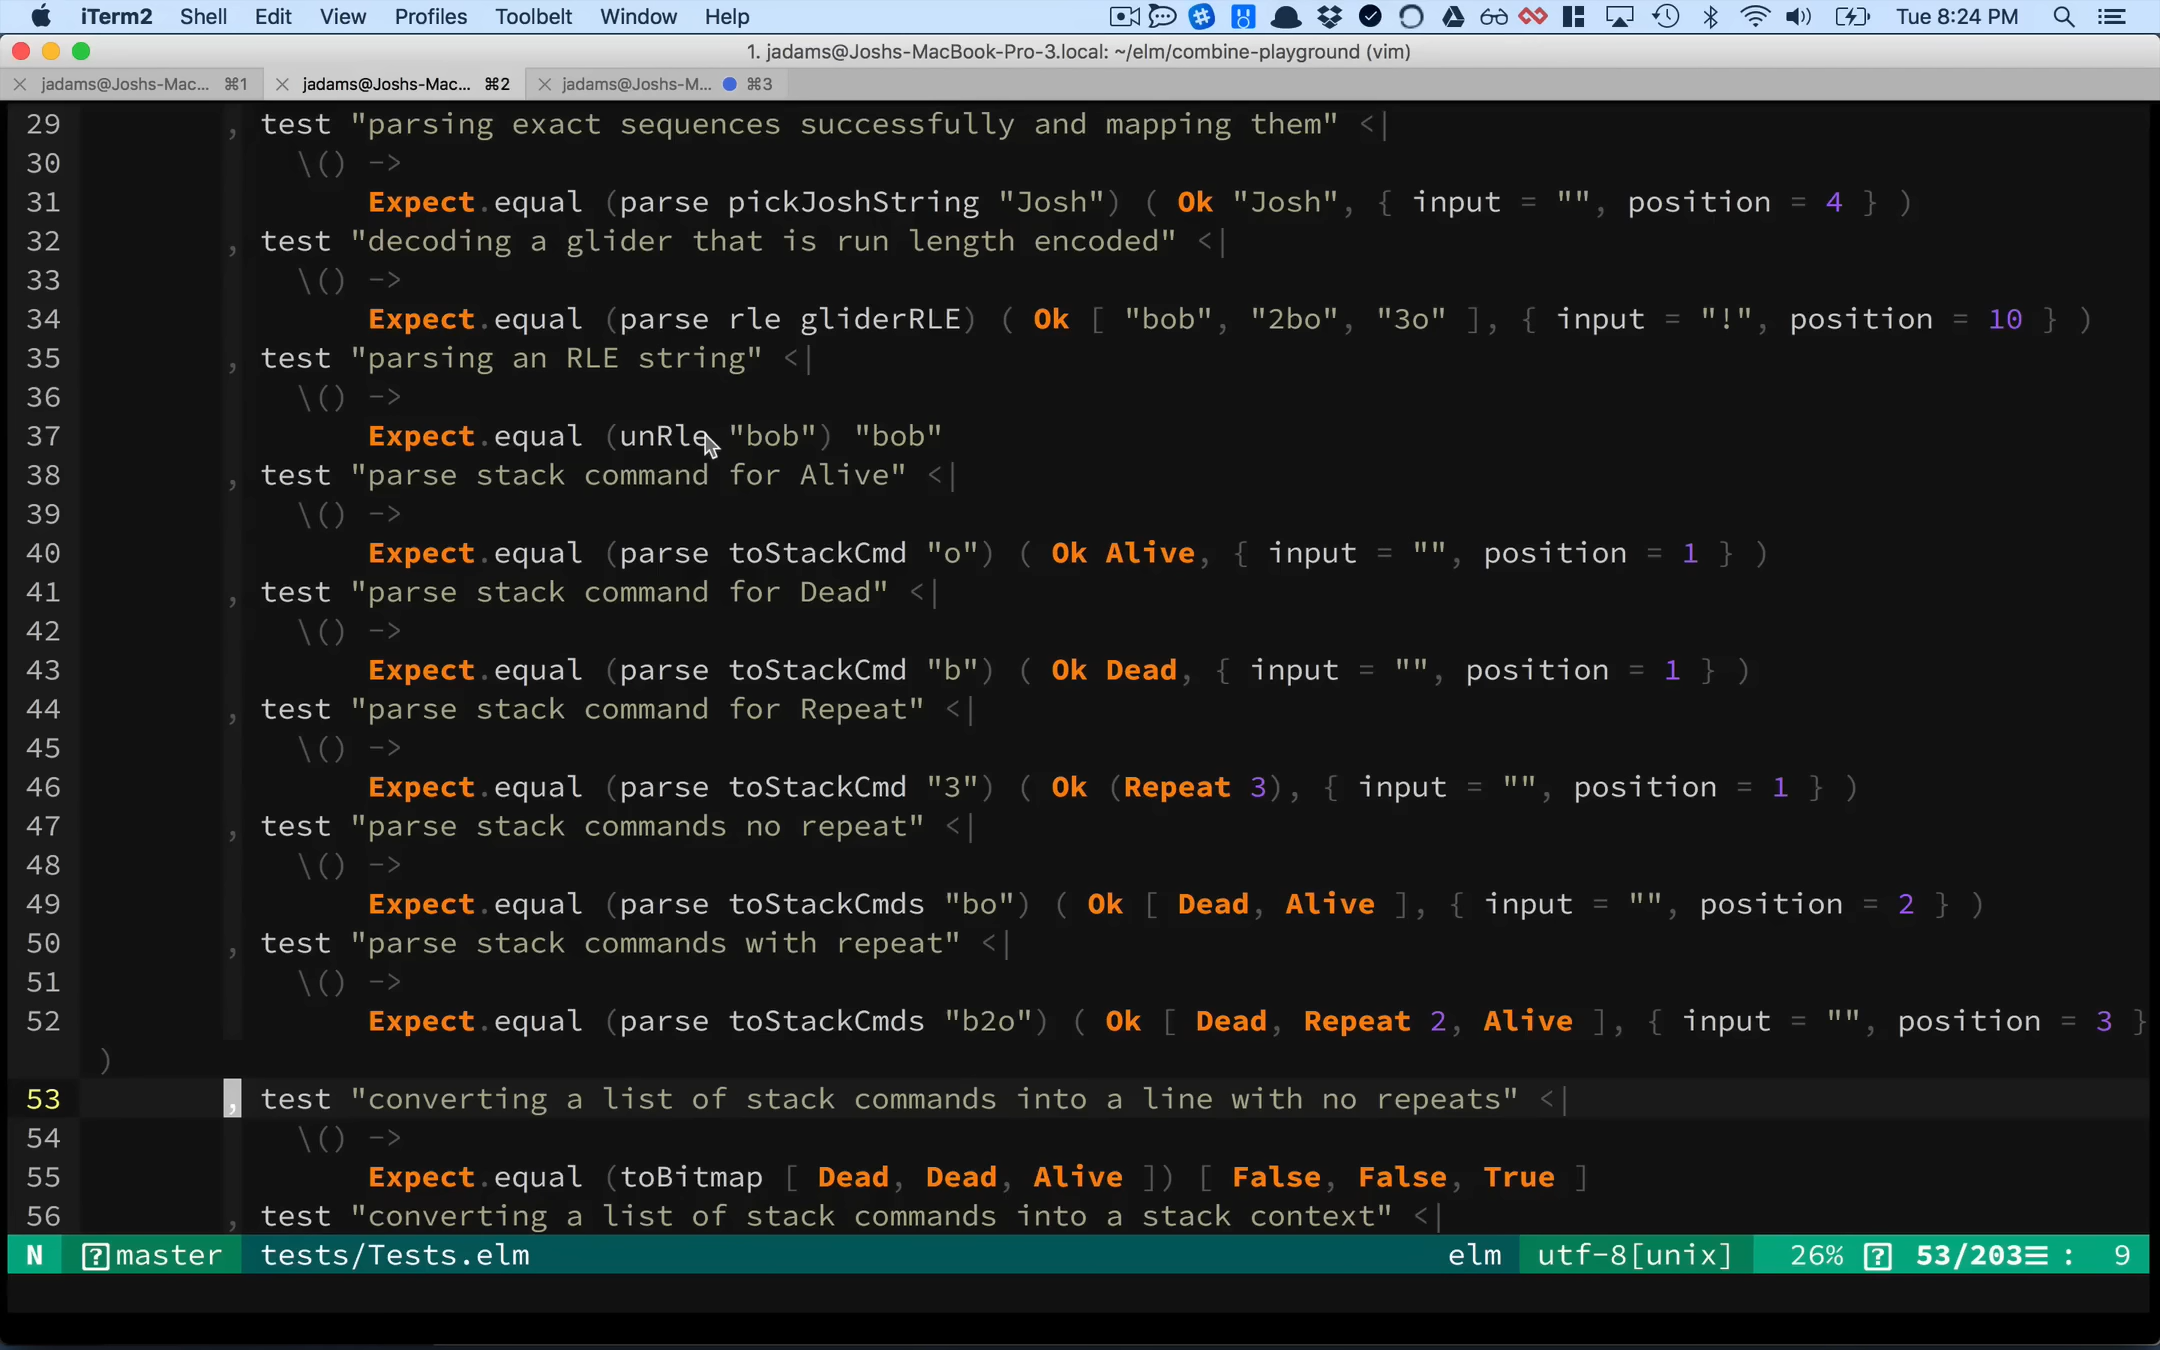 iTerm2 Shell Edit View Profiles Toolbelt Window Help Tue 8:24 PM
1. jadams@Joshs-MacBook-Pro-3.local: ~/elm/combine-playground (vim)
jadams@Joshs-Mac... ⌘1 jadams@Joshs-Mac... ⌘2 jadams@Joshs-M... ⌘3
29 , test "parsing exact sequences successfully and mapping them" <|
30 \() ->
31 Expect.equal (parse pickJoshString "Josh") ( Ok "Josh", { input = "", position = 4 } )
32 , test "decoding a glider that is run length encoded" <|
33 \() ->
34 Expect.equal (parse rle gliderRLE) ( Ok [ "bob", "2bo", "3o" ], { input = "!", position = 10 } )
35 , test "parsing an RLE string" <|
36 \() ->
37 Expect.equal (unRle "bob") "bob"
38 , test "parse stack command for Alive" <|
39 \() ->
40 Expect.equal (parse toStackCmd "o") ( Ok Alive, { input = "", position = 1 } )
41 , test "parse stack command for Dead" <|
42 \() ->
43 Expect.equal (parse toStackCmd "b") ( Ok Dead, { input = "", position = 1 } )
44 , test "parse stack command for Repeat" <|
45 \() ->
46 Expect.equal (parse toStackCmd "3") ( Ok (Repeat 3), { input = "", position = 1 } )
47 , test "parse stack commands no repeat" <|
48 \() ->
49 Expect.equal (parse toStackCmds "bo") ( Ok [ Dead, Alive ], { input = "", position = 2 } )
50 , test "parse stack commands with repeat" <|
51 \() ->
52 Expect.equal (parse toStackCmds "b2o") ( Ok [ Dead, Repeat 2, Alive ], { input = "", position = 3 }
)
53 , test "converting a list of stack commands into a line with no repeats" <|
54 \() ->
55 Expect.equal (toBitmap [ Dead, Dead, Alive ]) [ False, False, True ]
56 , test "converting a list of stack commands into a stack context" <|
N master tests/Tests.elm elm utf-8[unix] 26% 53/203☰ : 9